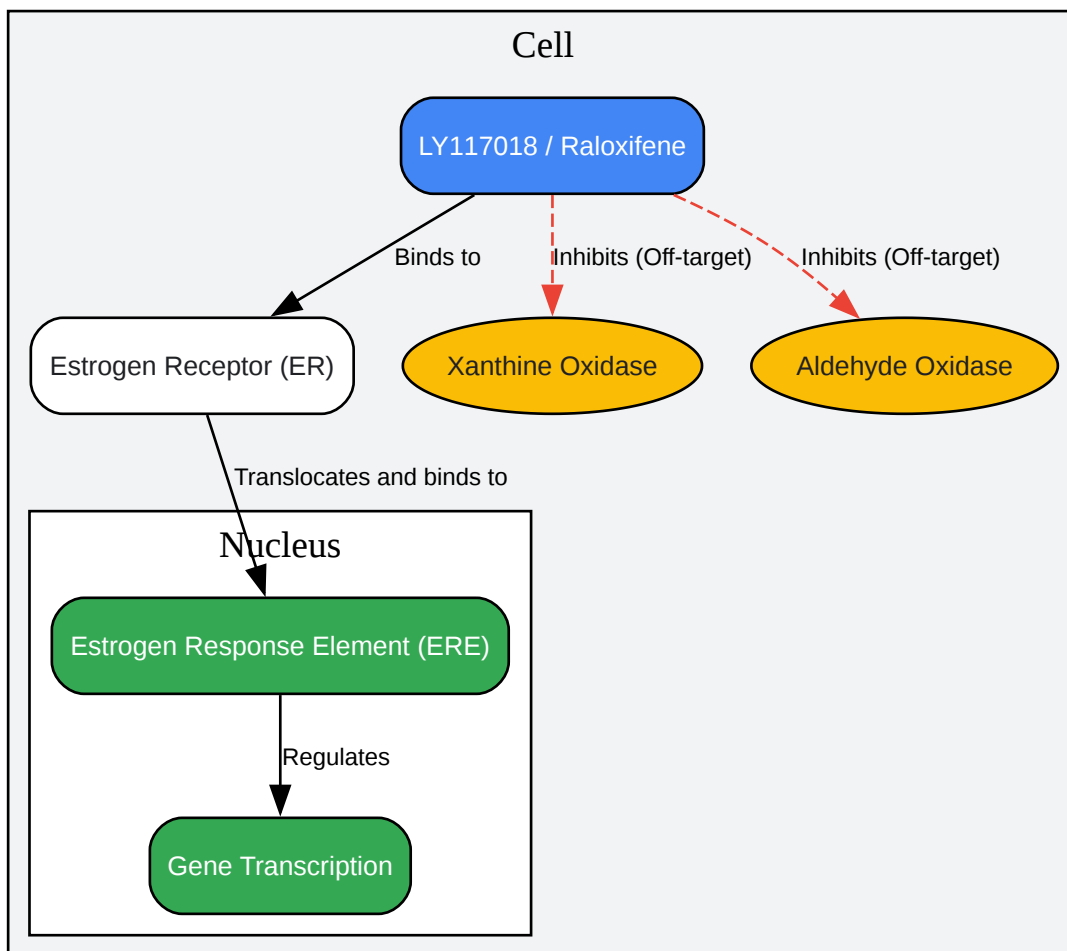 Cell
LY117018 / Raloxifene
Binds to
Inhibits (Off-target)
Inhibits (Off-target)
Estrogen Receptor (ER)
Xanthine Oxidase
Aldehyde Oxidase
Translocates and binds to
Nucleus
Estrogen Response Element (ERE)
Regulates
Gene Transcription